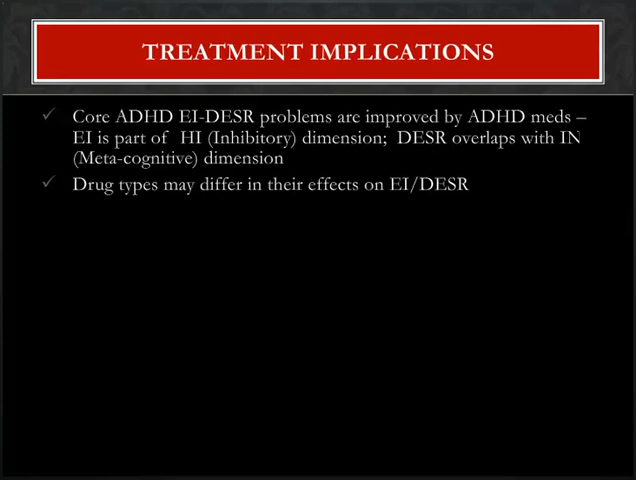 TREATMENT IMPLICATIONS
✓ Core ADHD EI-DESR problems are improved by ADHD meds –
EI is part of HI (Inhibitory) dimension; DESR overlaps with IN
(Meta-cognitive) dimension
✓ Drug types may differ in their effects on EI/DESR